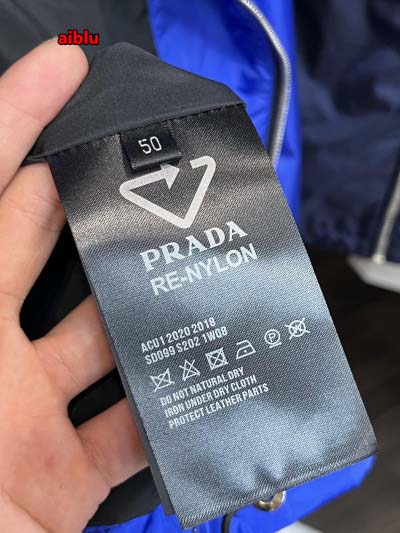 aiblu
50
PRADA
RE-NYLON
ACU1 2020 2018
SD099 S202 1WQ8
DO NOT NATURAL DRY
IRON UNDER DRY CLOTH
PROTECT LEATHER PARTS